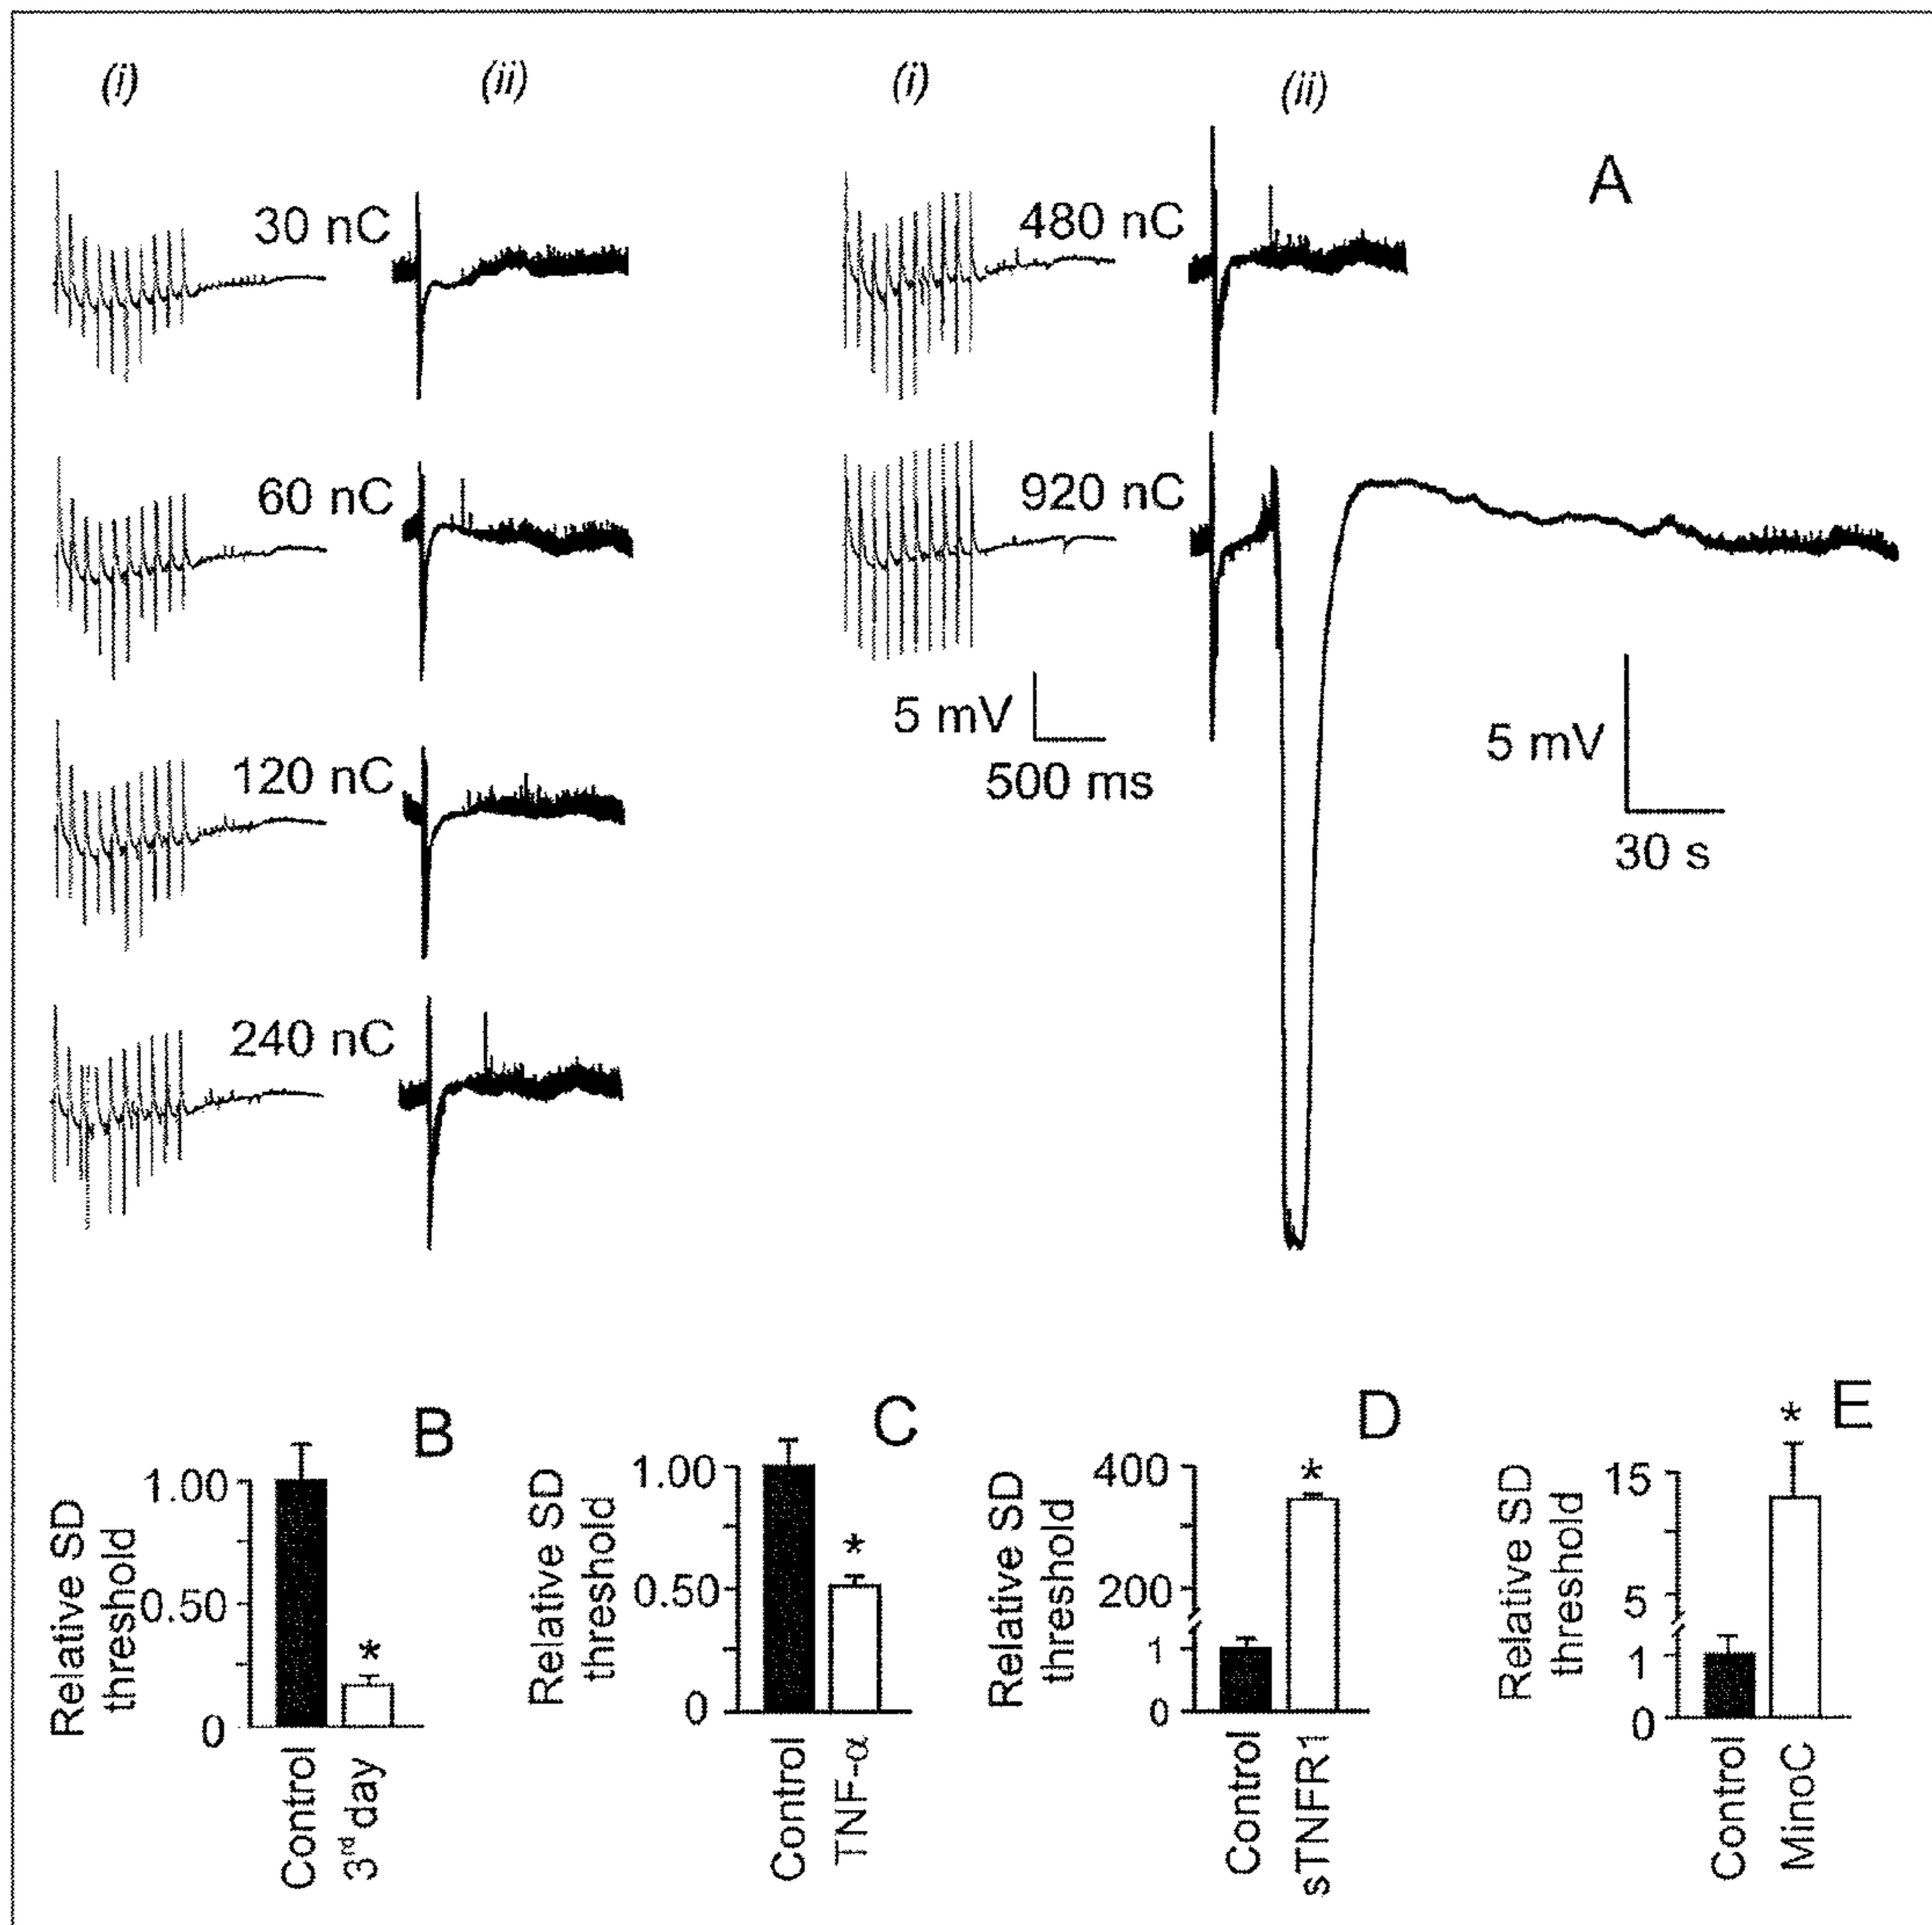 (i) (ii) (i) (ii)
A
30 nC
480 nC
60 nC
920 nC
5 mV
500 ms
5 mV
30 s
120 nC
240 nC
B
Relative SD
threshold
1.00
0.50
0
*
Control
3rd day
C
Relative SD
threshold
1.00
0.50
0
*
Control
TNF-α
D
Relative SD
threshold
400
200
1
0
*
Control
sTNFR1
E
Relative SD
threshold
15
5
1
0
*
Control
MinoC